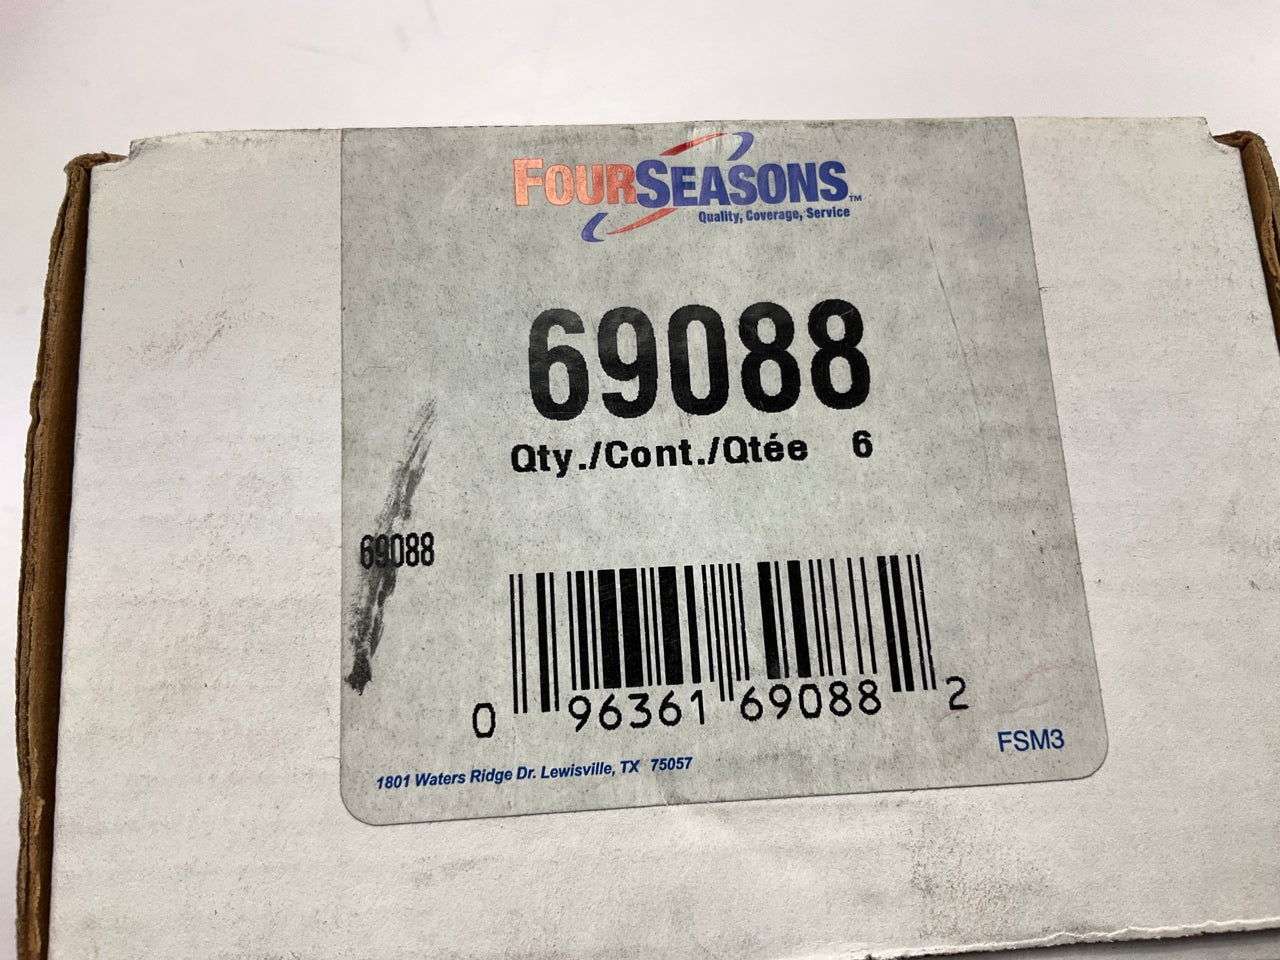 FOURSEASONS™
Quality, Coverage, Service
69088
Qty./Cont./Qtée 6
69088
0 96361 69088 2
FSM3
1801 Waters Ridge Dr. Lewisville, TX 75057